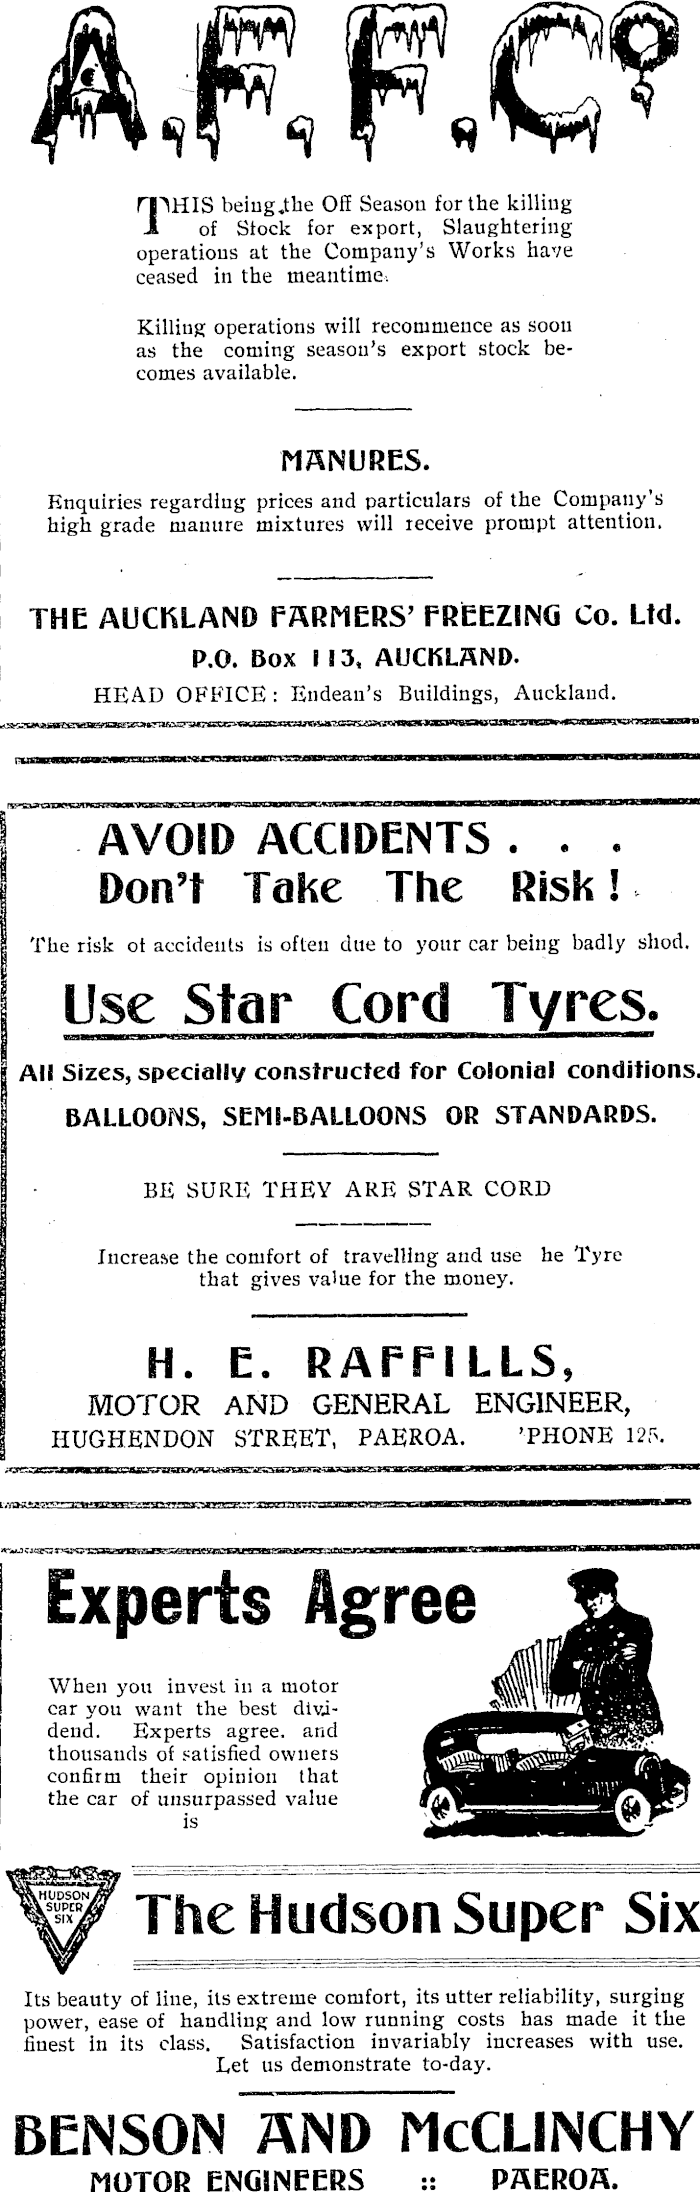 A.F.F.Co.
THIS being the Off Season for the killing
of Stock for export, Slaughtering
operations at the Company's Works have
ceased in the meantime.
Killing operations will recommence as soon
as the coming season's export stock be-
comes available.
MANURES.
Enquiries regarding prices and particulars of the Company's
high grade manure mixtures will receive prompt attention.
THE AUCKLAND FARMERS' FREEZING Co. Ltd.
P.O. Box 113, AUCKLAND.
HEAD OFFICE: Endean's Buildings, Auckland.
AVOID ACCIDENTS . . .
Don't Take The Risk!
The risk of accidents is often due to your car being badly shod.
Use Star Cord Tyres.
All Sizes, specially constructed for Colonial conditions.
BALLOONS, SEMI-BALLOONS OR STANDARDS.
BE SURE THEY ARE STAR CORD
Increase the comfort of travelling and use he Tyre
that gives value for the money.
H. E. RAFFILLS,
MOTOR AND GENERAL ENGINEER,
HUGHENDON STREET, PAEROA. 'PHONE 125.
Experts Agree
When you invest in a motor
car you want the best divi-
dend. Experts agree. and
thousands of satisfied owners
confirm their opinion that
the car of unsurpassed value
is
HUDSON
SUPER
SIX
The Hudson Super Six
Its beauty of line, its extreme comfort, its utter reliability, surging
power, ease of handling and low running costs has made it the
finest in its class. Satisfaction invariably increases with use.
Let us demonstrate to-day.
BENSON AND McCLINCHY
MOTOR ENGINEERS :: PAEROA.